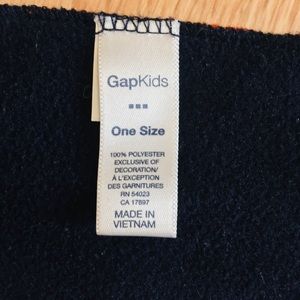 GapKids
One Size
100% POLYESTER
EXCLUSIVE OF
DECORATION/
À L'EXCEPTION
DES GARNITURES
RN 54023
CA 17897
MADE IN
VIETNAM